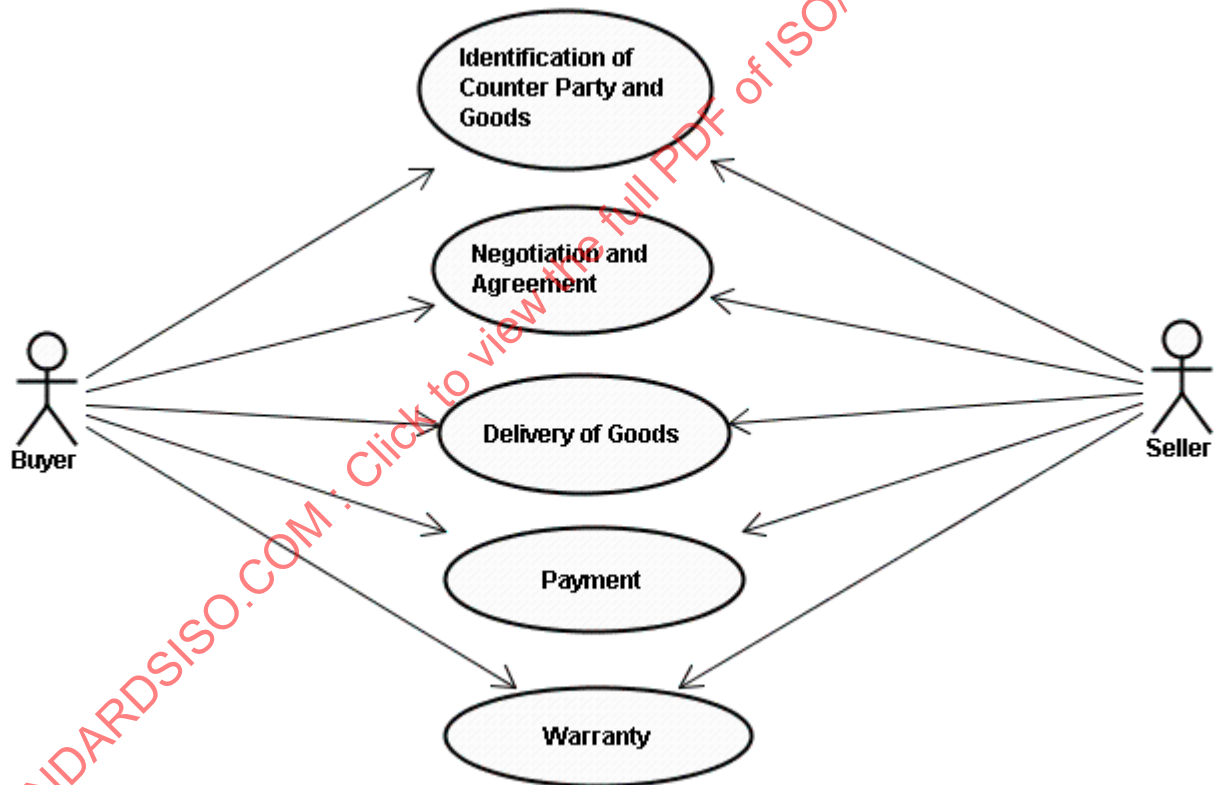 Identification of
Counter Party and
Goods
Negotiation and
Agreement
Delivery of Goods
Payment
Warranty
Buyer
Seller
NDARDSISO.COM : Click to view the full PDF of ISO/